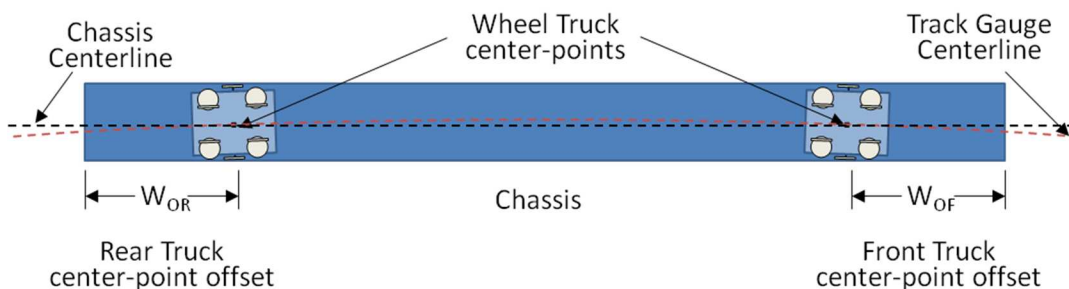 Chassis
Centerline
Wheel Truck
center-points
Track Gauge
Centerline
W_OR
Chassis
W_OF
Rear Truck
center-point offset
Front Truck
center-point offset